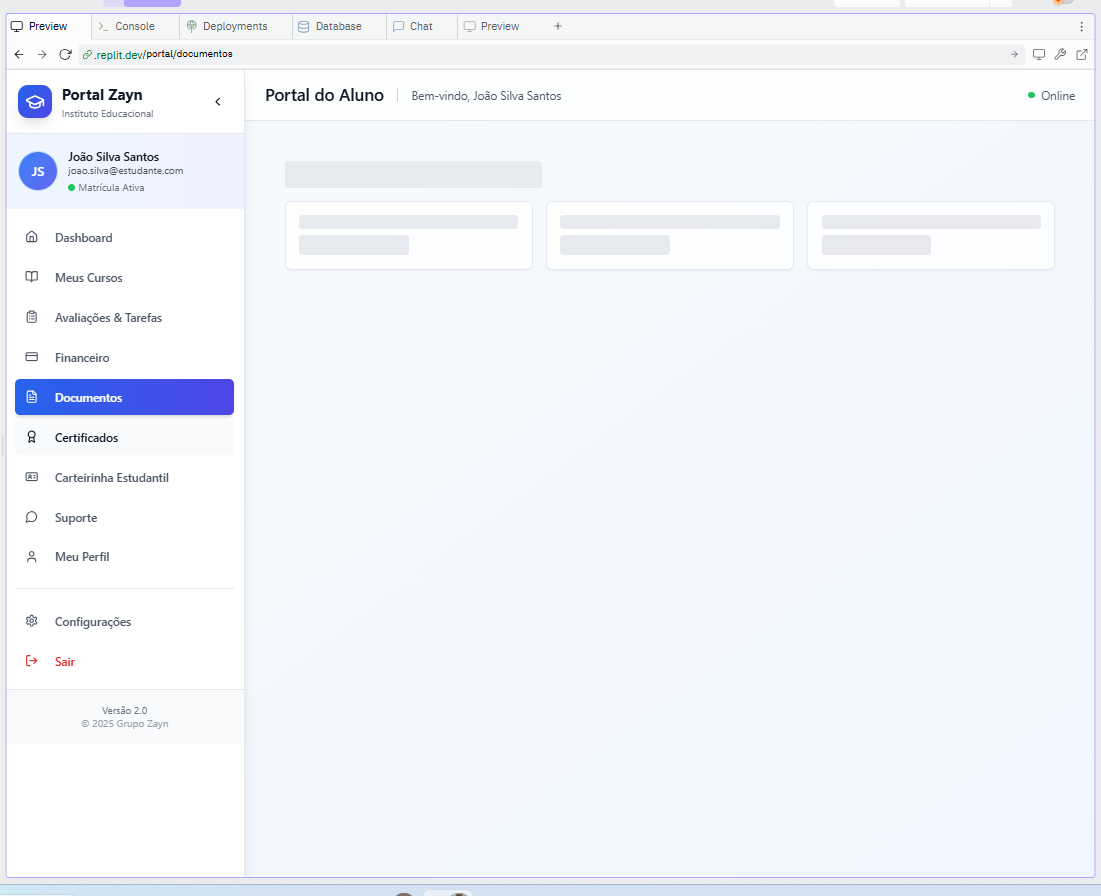 Preview
Console
Deployments
Database
Chat
Preview
.replit.dev/portal/documentos
Portal Zayn
Instituto Educacional
Portal do Aluno
Bem-vindo, João Silva Santos
Online
JS
João Silva Santos
joao.silva@estudante.com
Matrícula Ativa
Dashboard
Meus Cursos
Avaliações & Tarefas
Financeiro
Documentos
Certificados
Carteirinha Estudantil
Suporte
Meu Perfil
Configurações
Sair
Versão 2.0
© 2025 Grupo Zayn